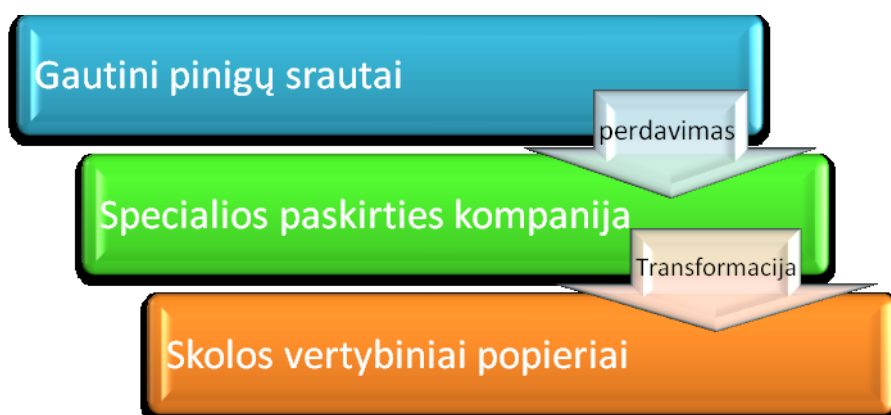 Gautini pinigų srautai
perdavimas
Specialios paskirties kompanija
Transformacija
Skolos vertybiniai popieriai